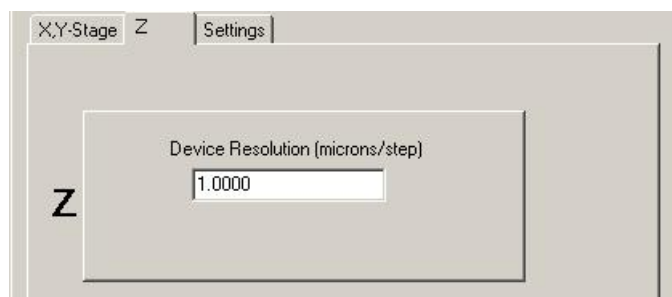 X,Y-Stage Z Settings
Device Resolution (microns/step)
1.0000
Z